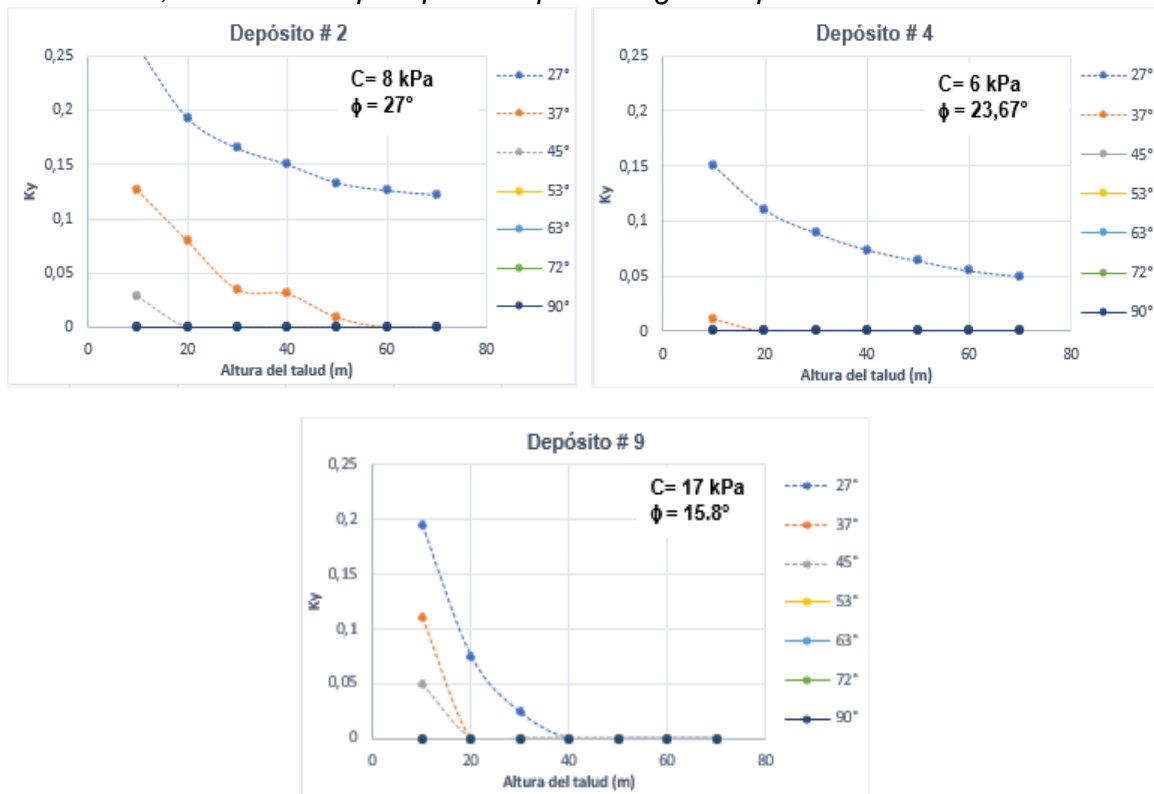 Depósito # 2
C= 8 kPa
ϕ = 27°
0,25
0,2
0,15
0,1
0,05
0
Ky
0 20 40 60 80
Altura del talud (m)
27°
37°
45°
53°
63°
72°
90°
Depósito # 4
C= 6 kPa
ϕ = 23,67°
0,25
0,2
0,15
0,1
0,05
0
Ky
0 20 40 60 80
Altura del talud (m)
27°
37°
45°
53°
63°
72°
90°
Depósito # 9
C= 17 kPa
ϕ = 15.8°
0,25
0,2
0,15
0,1
0,05
0
Ky
0 20 40 60 80
Altura del talud (m)
27°
37°
45°
53°
63°
72°
90°